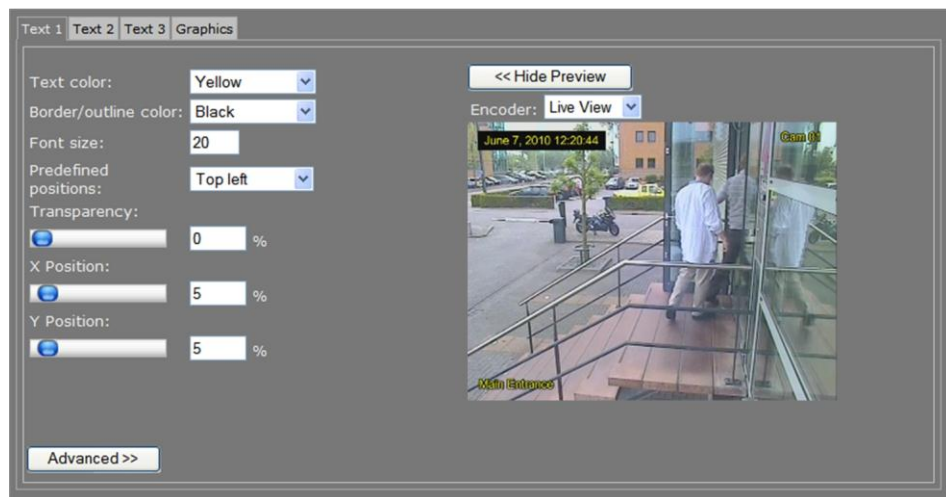 Text 1 Text 2 Text 3 Graphics
Text color: Yellow
Border/outline color: Black
Font size: 20
Predefined
positions: Top left
Transparency:
0 %
X Position:
5 %
Y Position:
5 %
Advanced >>
<< Hide Preview
Encoder: Live View
June 7, 2010 12:20:44
Cam 01
Main Entrance